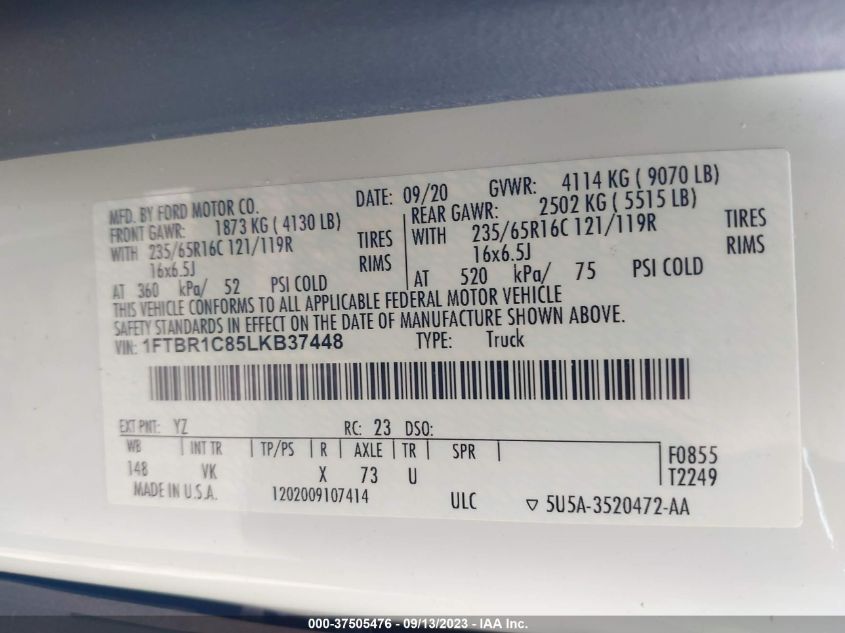 MFD. BY FORD MOTOR CO. DATE: 09/20 GVWR: 4114 KG ( 9070 LB)
FRONT GAWR: 1873 KG ( 4130 LB) REAR GAWR: 2502 KG ( 5515 LB)
WITH 235/65R16C 121/119R TIRES WITH 235/65R16C 121/119R TIRES
16x6.5J RIMS 16x6.5J RIMS
AT 360 kPa/ 52 PSI COLD AT 520 kPa/ 75 PSI COLD
THIS VEHICLE CONFORMS TO ALL APPLICABLE FEDERAL MOTOR VEHICLE
SAFETY STANDARDS IN EFFECT ON THE DATE OF MANUFACTURE SHOWN ABOVE.
VIN: 1FTBR1C85LKB37448 TYPE: Truck
EXT PNT: YZ RC: 23 DSO:
WB INT TR TP/PS R AXLE TR SPR F0855
148 VK X 73 U T2249
MADE IN U.S.A. 1202009107414 ULC ▽ 5U5A-3520472-AA
000-37505476 - 09/13/2023 - IAA Inc.